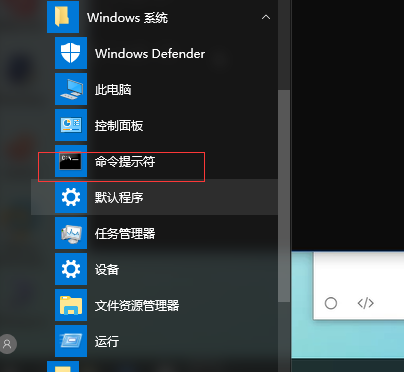 Windows 系统
Windows Defender
此电脑
控制面板
命令提示符
默认程序
任务管理器
设备
文件资源管理器
运行